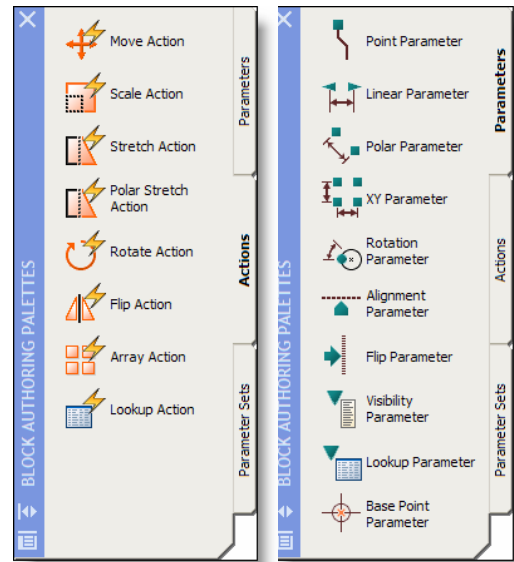 Move Action
Scale Action
Stretch Action
Polar Stretch
Action
Rotate Action
Flip Action
Array Action
Lookup Action
Parameters
Actions
Parameter Sets
BLOCK AUTHORING PALETTES
Point Parameter
Linear Parameter
Polar Parameter
XY Parameter
Rotation
Parameter
Alignment
Parameter
Flip Parameter
Visibility
Parameter
Lookup Parameter
Base Point
Parameter
Parameters
Actions
Parameter Sets
BLOCK AUTHORING PALETTES